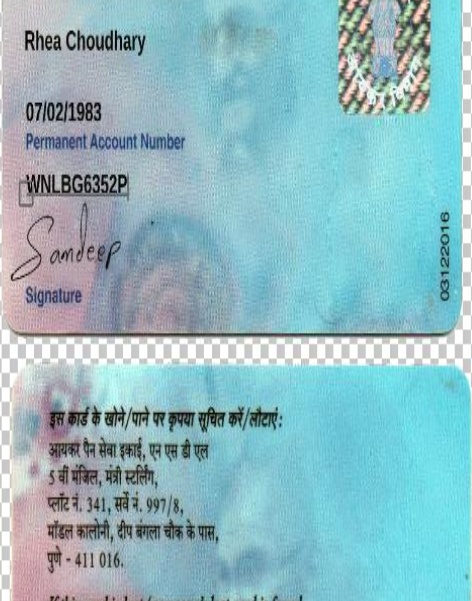 Rhea Choudhary
07/02/1983
Permanent Account Number
WNLBG6352P
Sandeep
Signature
03122016
इस कार्ड के खोने/पाने पर कृपया सूचित करें/लौटाएं:
आयकर पैन सेवा इकाई, एन एस डी एल
5 वीं मंजिल, मंत्री स्टर्लिंग,
प्लॉट नं. 341, सर्वे नं. 997/8,
मॉडल कालोनी, दीप बंगला चौक के पास,
पुणे - 411 016.